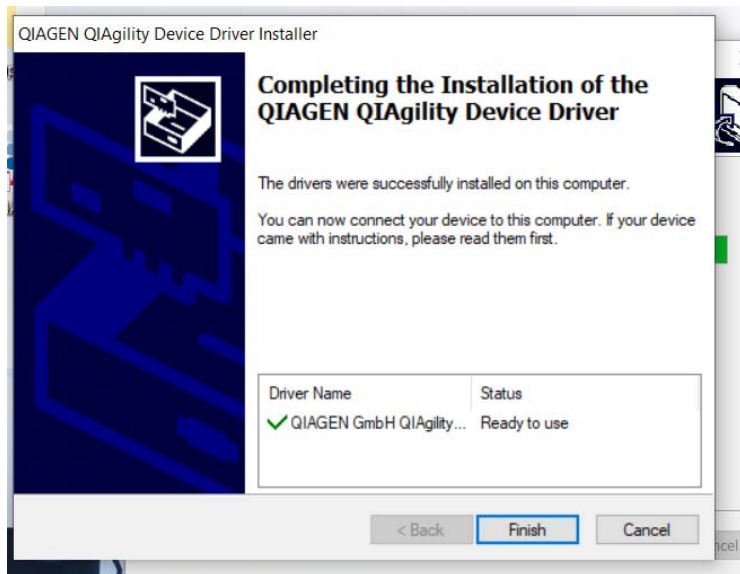 QIAGEN QIAgility Device Driver Installer
Completing the Installation of the
QIAGEN QIAgility Device Driver
The drivers were successfully installed on this computer.
You can now connect your device to this computer. If your device
came with instructions, please read them first.
Driver Name Status
QIAGEN GmbH QIAgility... Ready to use
< Back Finish Cancel